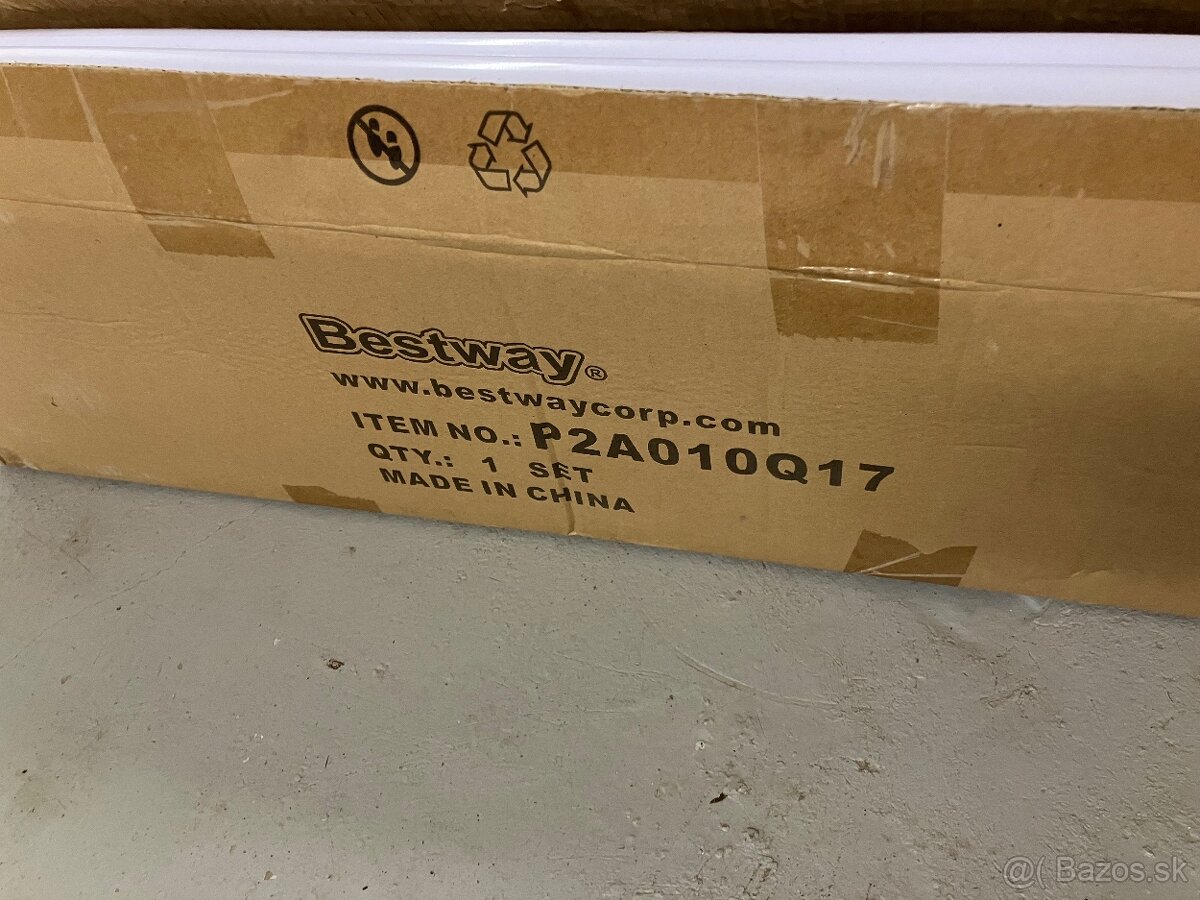 Bestway®
www.bestwaycorp.com
ITEM NO.: P2A010Q17
QTY.: 1 SET
MADE IN CHINA
@( Bazos.sk